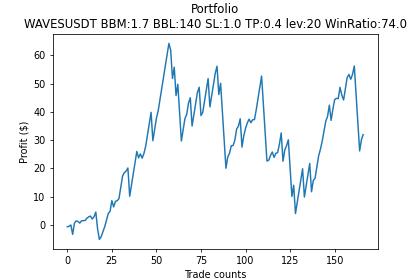 Portfolio
WAVESUSDT BBM:1.7 BBL:140 SL:1.0 TP:0.4 lev:20 WinRatio:74.0
Profit ($)
60
50
40
30
20
10
0
0 25 50 75 100 125 150
Trade counts